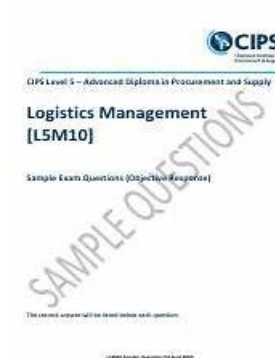 CIPS
CIPS Level 5 – Advanced Diploma in Procurement and Supply
Logistics Management
[L5M10]
Sample Exam Questions (Objective Response)
SAMPLE QUESTIONS
The correct answer will be listed below each question